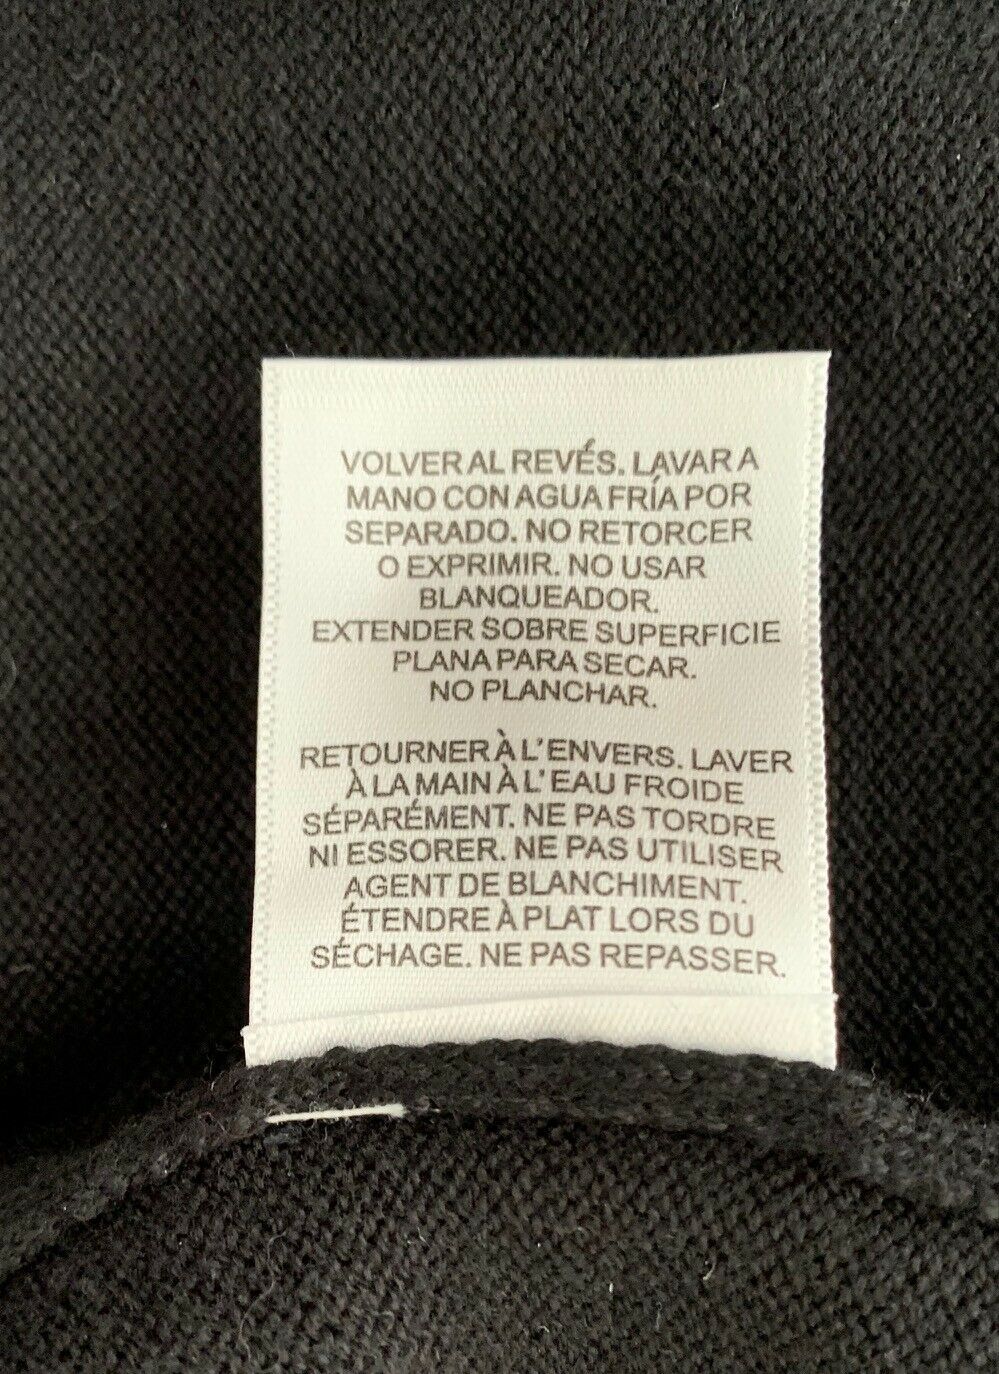 VOLVER AL REVÉS. LAVAR A
MANO CON AGUA FRÍA POR
SEPARADO. NO RETORCER
O EXPRIMIR. NO USAR
BLANQUEADOR.
EXTENDER SOBRE SUPERFICIE
PLANA PARA SECAR.
NO PLANCHAR.
RETOURNER À L'ENVERS. LAVER
À LA MAIN À L'EAU FROIDE
SÉPARÉMENT. NE PAS TORDRE
NI ESSORER. NE PAS UTILISER
AGENT DE BLANCHIMENT.
ÉTENDRE À PLAT LORS DU
SÉCHAGE. NE PAS REPASSER.